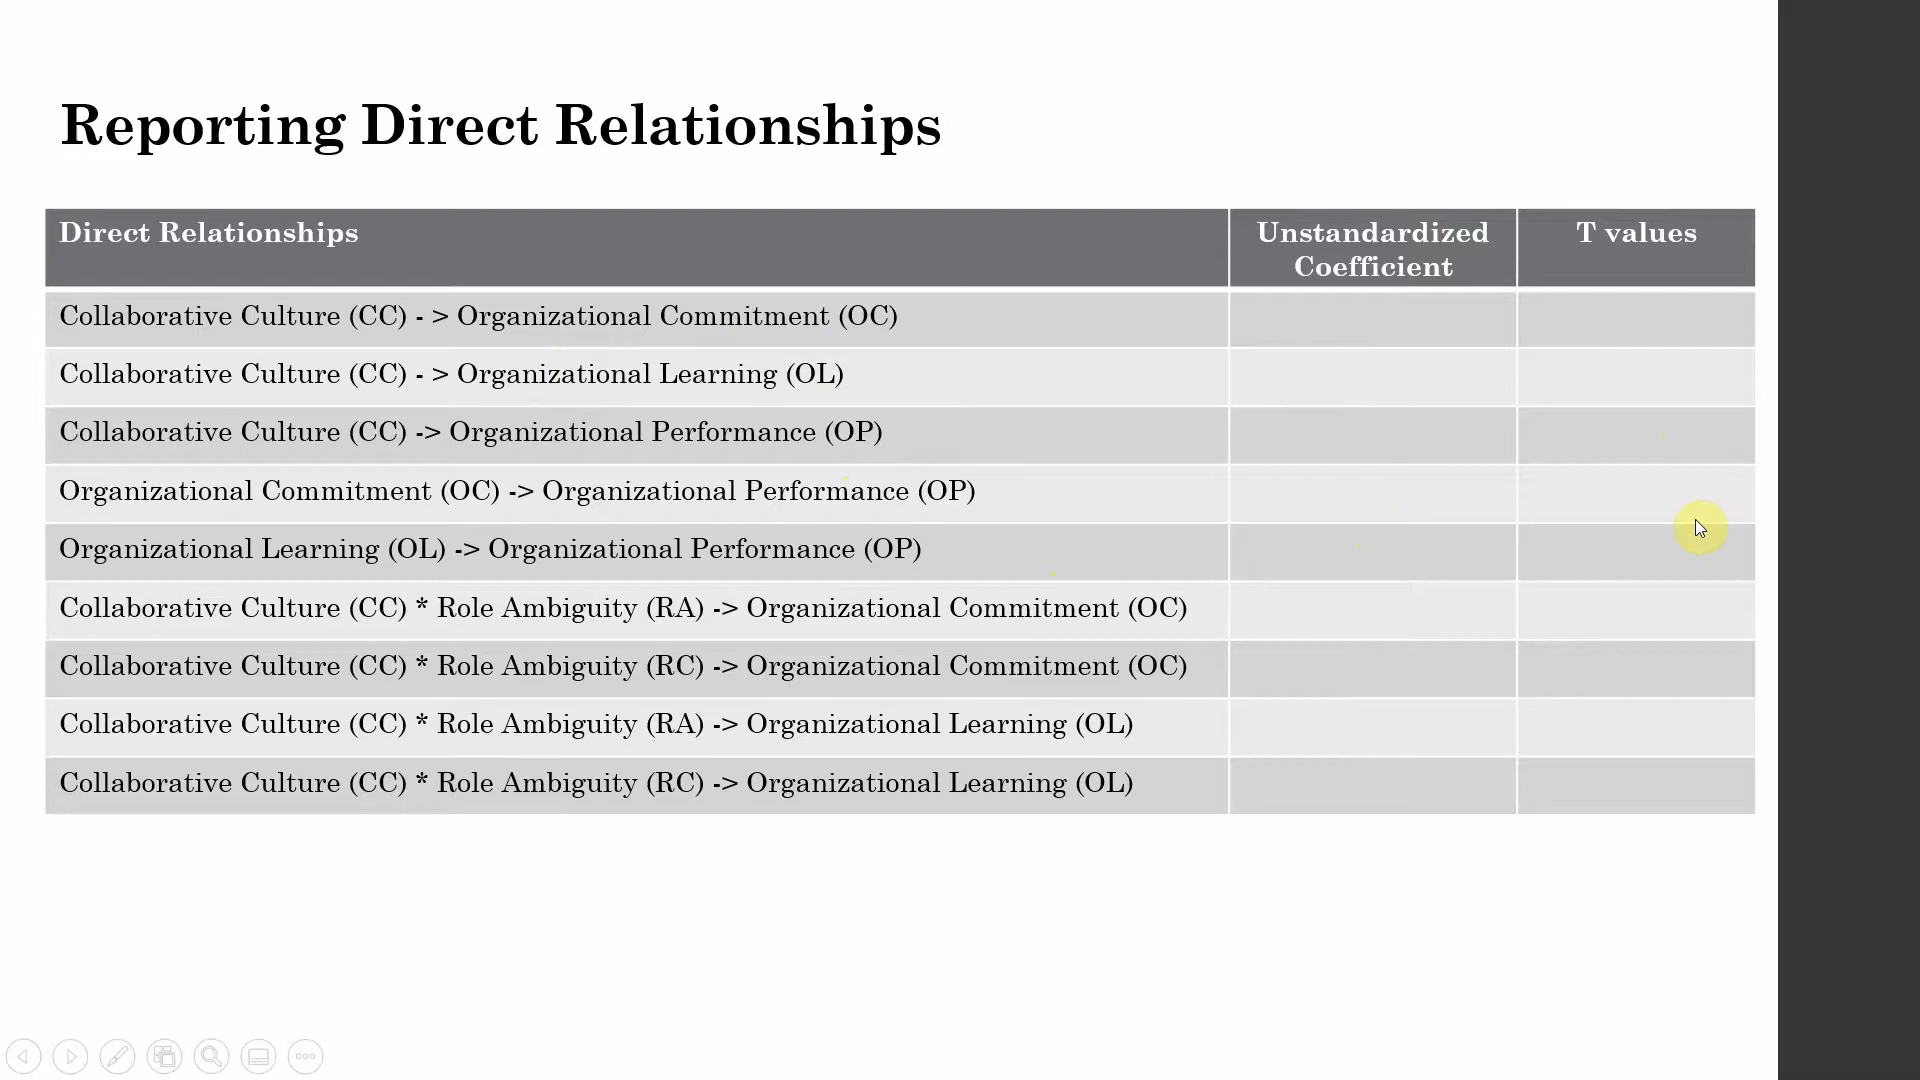 Reporting Direct Relationships
Direct Relationships
Unstandardized
Coefficient
T values
Collaborative Culture (CC) - > Organizational Commitment (OC)
Collaborative Culture (CC) - > Organizational Learning (OL)
Collaborative Culture (CC) -> Organizational Performance (OP)
Organizational Commitment (OC) -> Organizational Performance (OP)
Organizational Learning (OL) -> Organizational Performance (OP)
Collaborative Culture (CC) * Role Ambiguity (RA) -> Organizational Commitment (OC)
Collaborative Culture (CC) * Role Ambiguity (RC) -> Organizational Commitment (OC)
Collaborative Culture (CC) * Role Ambiguity (RA) -> Organizational Learning (OL)
Collaborative Culture (CC) * Role Ambiguity (RC) -> Organizational Learning (OL)